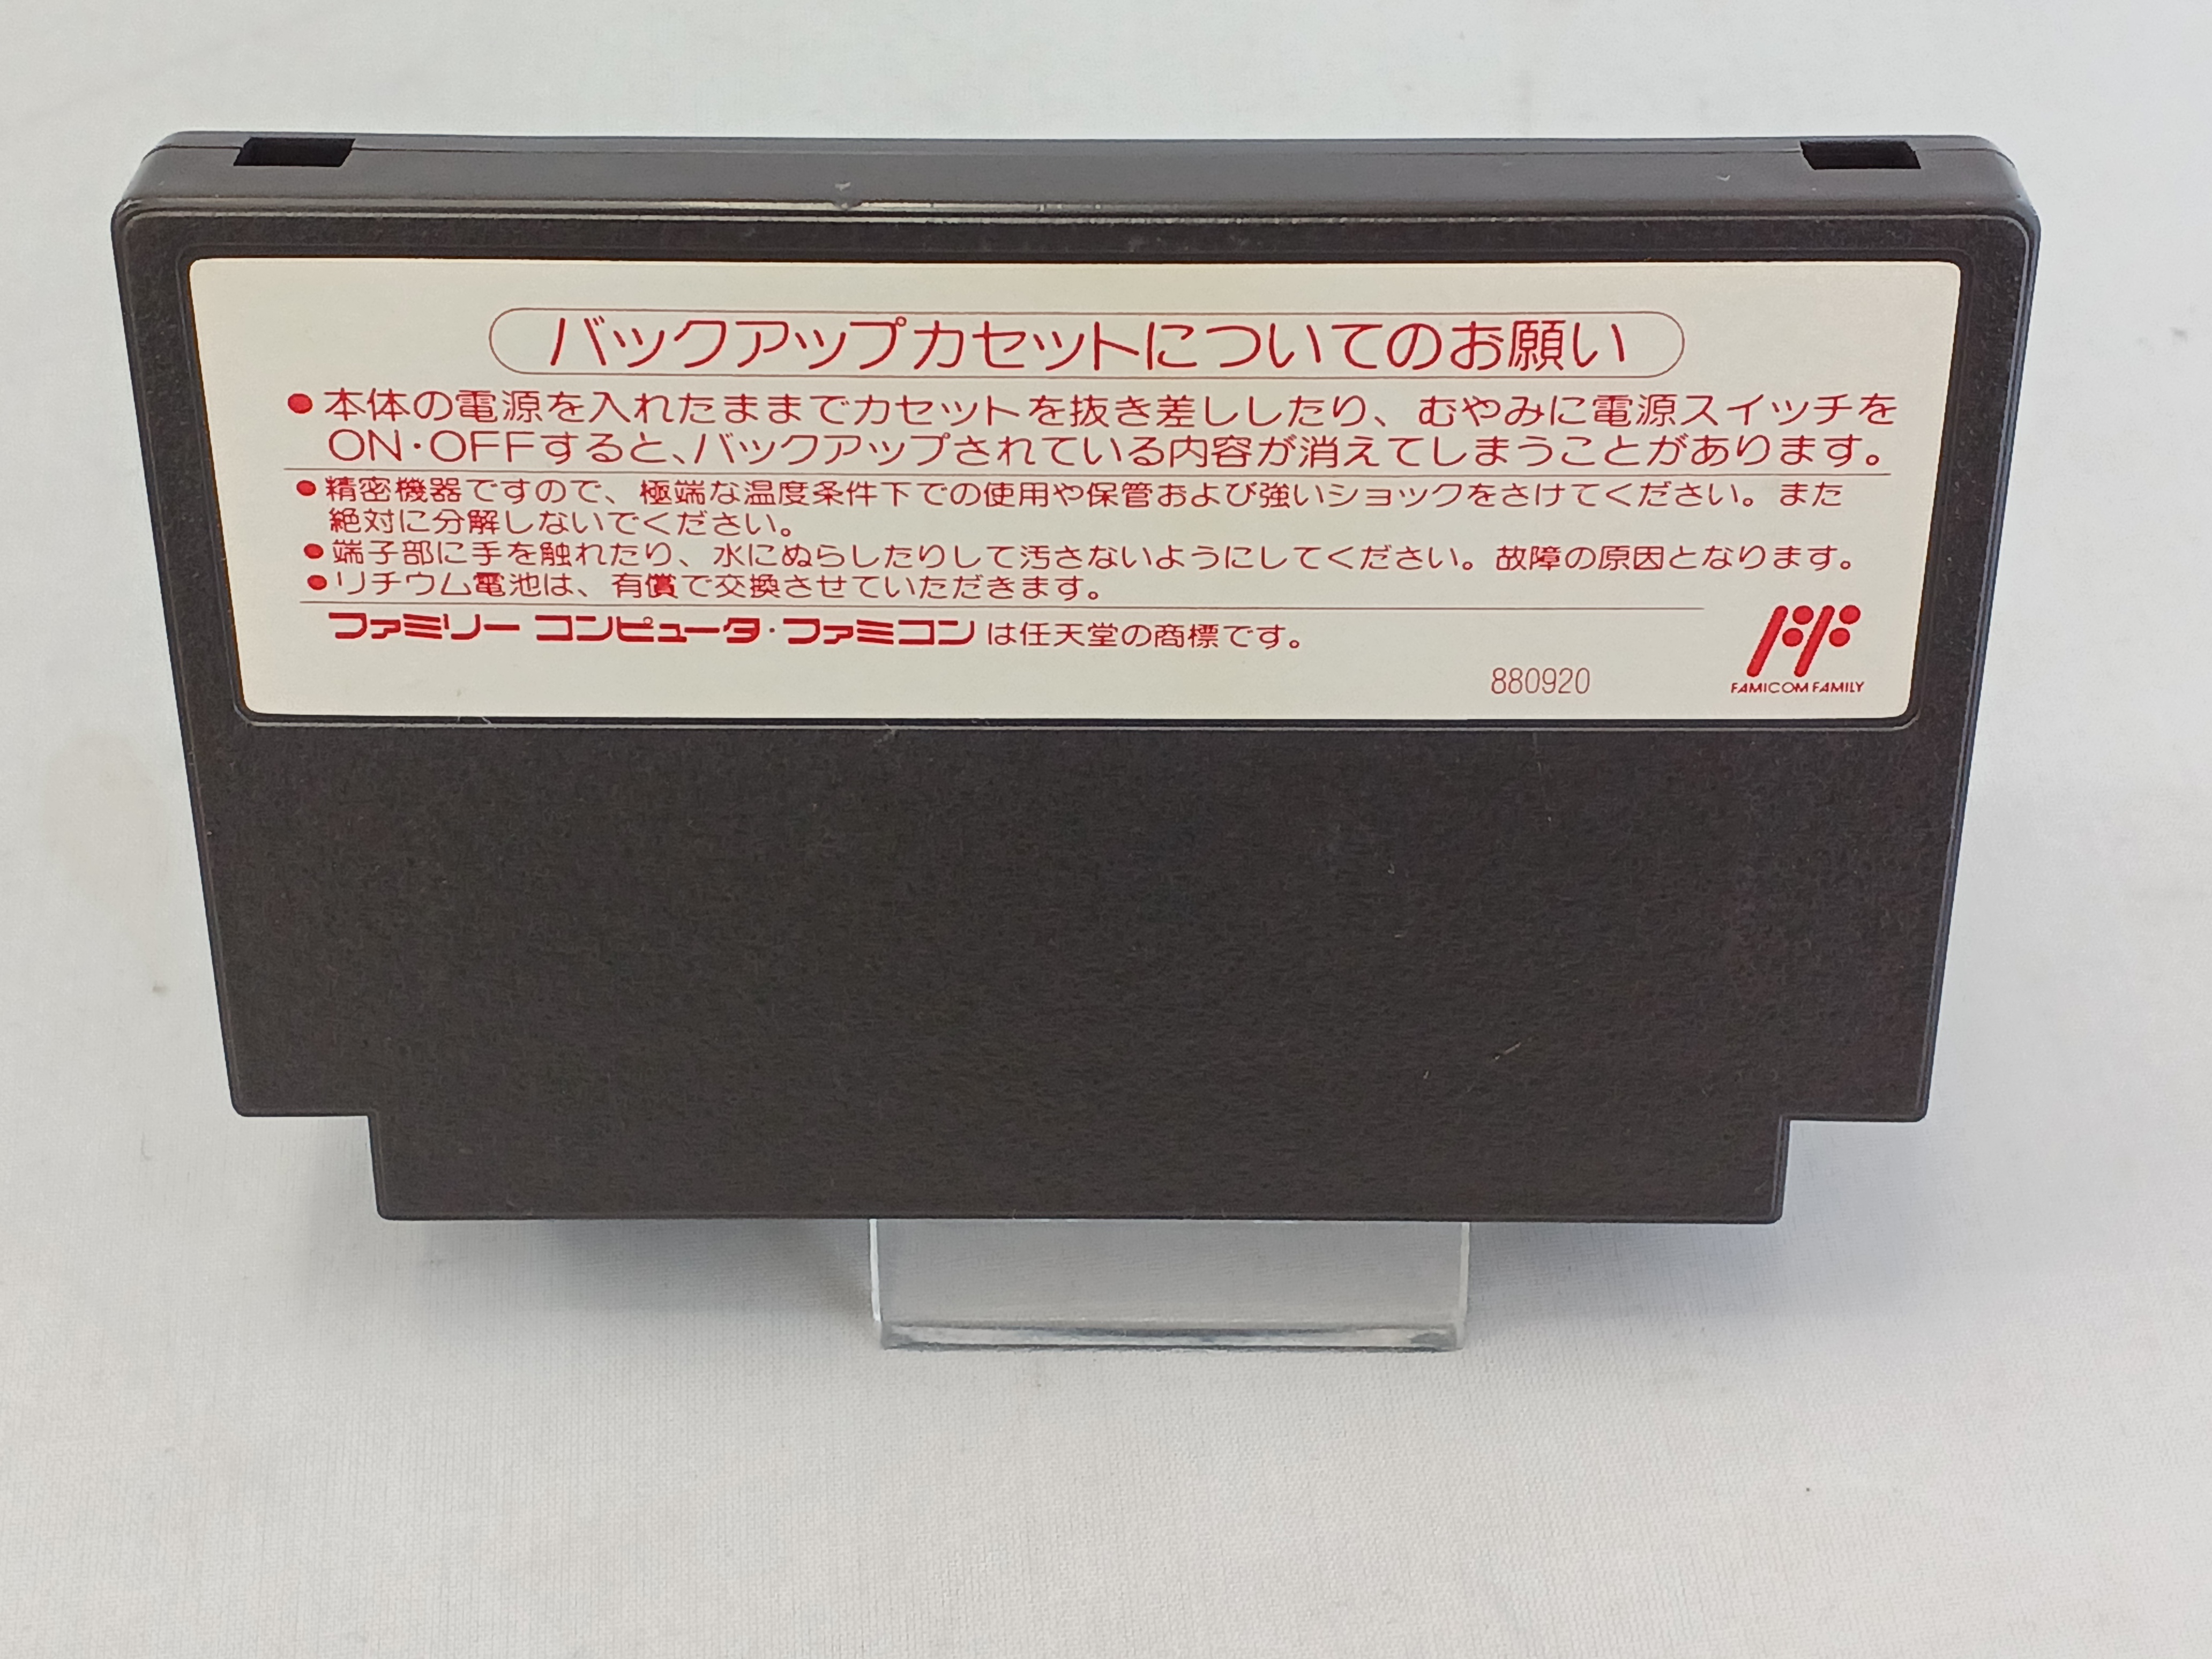 バックアップカセットについてのお願い
●本体の電源を入れたままでカセットを抜き差ししたり、むやみに電源スイッチを
ON・OFFすると、バックアップされている内容が消えてしまうことがあります。
●精密機器ですので、極端な温度条件下での使用や保管および強いショックをさけてください。また
絶対に分解しないでください。
●端子部に手を触れたり、水にぬらしたりして汚さないようにしてください。故障の原因となります。
●リチウム電池は、有償で交換させていただきます。
ファミリーコンピュータ・ファミコンは任天堂の商標です。
880920
FAMICOM FAMILY